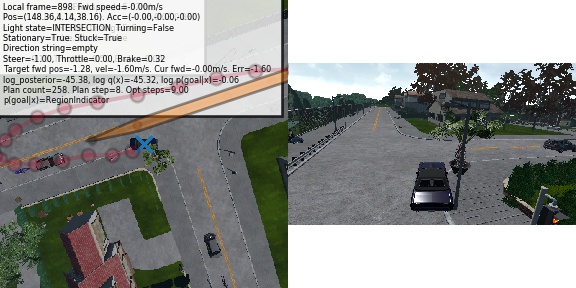 Local frame=898. Fwd speed=-0.00m/s
Pos=(148.36,4.14,38.16). Acc=(-0.00,-0.00,-0.00)
Light state=INTERSECTION. Turning=False
Stationary=True. Stuck=True
Direction string=empty
Steer=-1.00, Throttle=0.00, Brake=0.32
Target fwd pos=-1.28, vel=-1.60m/s. Cur fwd=-0.00m/s. Err=-1.60
log_posterior=-45.38, log q(x)=-45.32, log p(goal|x)=-0.06
Plan count=258. Plan step=8. Opt steps=9.00
p(goal|x)=RegionIndicator